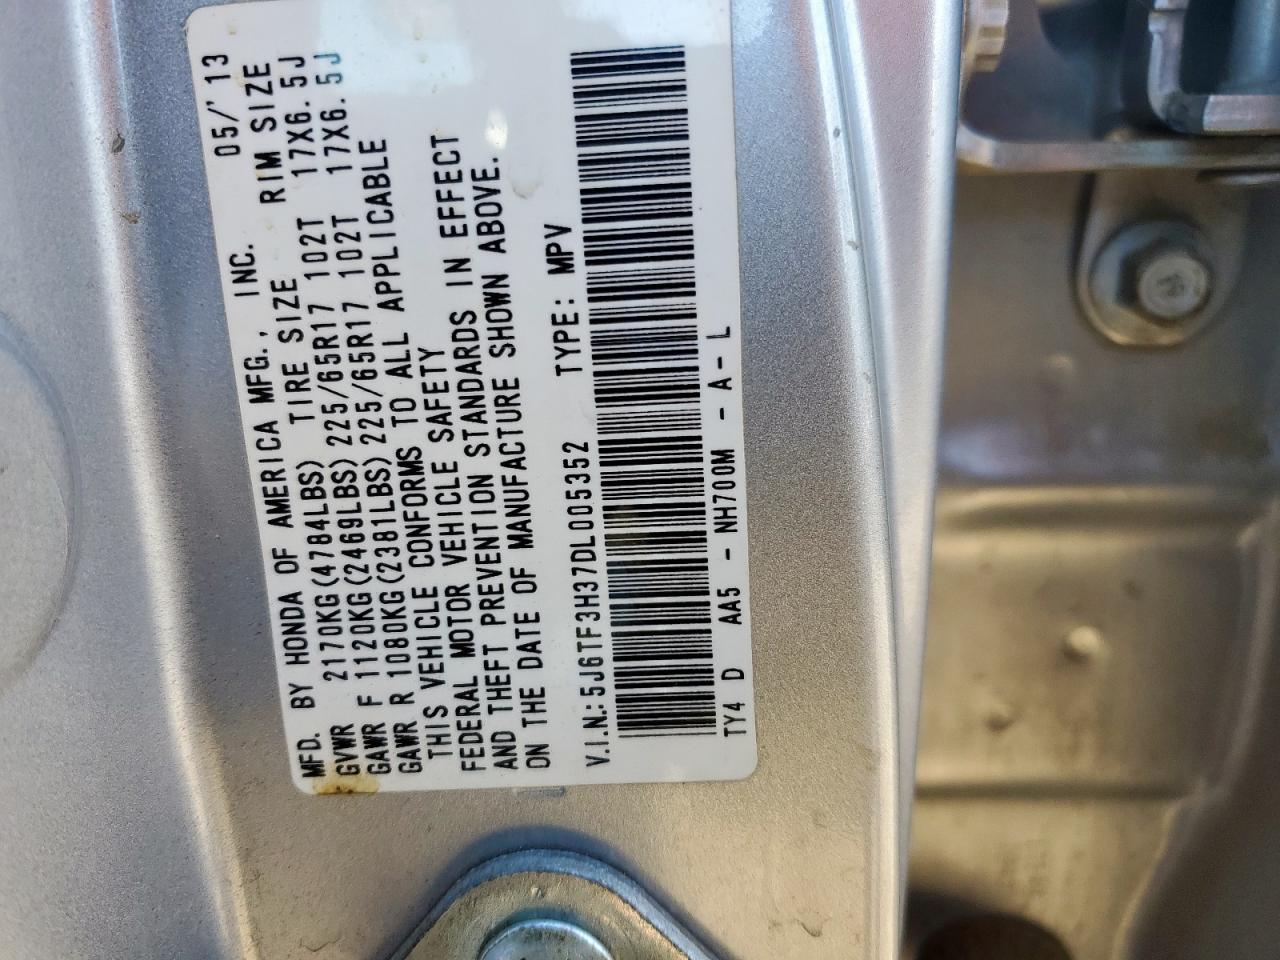 MFD. BY HONDA OF AMERICA MFG., INC. 05/'13
GVWR 2170KG(4784LBS) TIRE SIZE RIM SIZE
GAWR F 1120KG(2469LBS) 225/65R17 102T 17X6.5J
GAWR R 1080KG(2381LBS) 225/65R17 102T 17X6.5J
THIS VEHICLE CONFORMS TO ALL APPLICABLE
FEDERAL MOTOR VEHICLE SAFETY
AND THEFT PREVENTION STANDARDS IN EFFECT
ON THE DATE OF MANUFACTURE SHOWN ABOVE.
V.I.N.: 5J6TF3H37DL005352 TYPE: MPV
TY4 D AA5 - NH700M - A - L